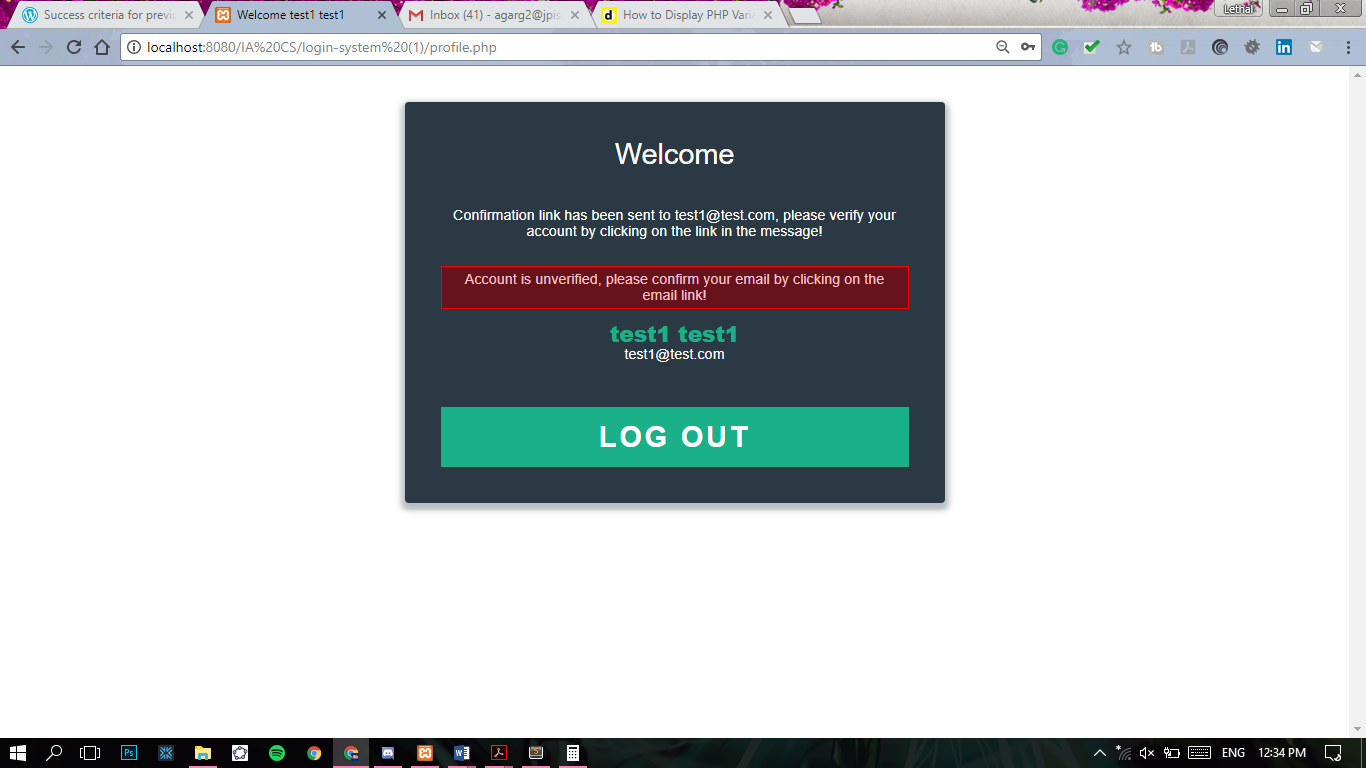 Success criteria for previ
Welcome test1 test1
Inbox (41) - agarg2@jpis
How to Display PHP Vari
Lethal
localhost:8080/IA%20CS/login-system%20(1)/profile.php
Welcome
Confirmation link has been sent to test1@test.com, please verify your
account by clicking on the link in the message!
Account is unverified, please confirm your email by clicking on the
email link!
test1 test1
test1@test.com
LOG OUT
ENG
12:34 PM